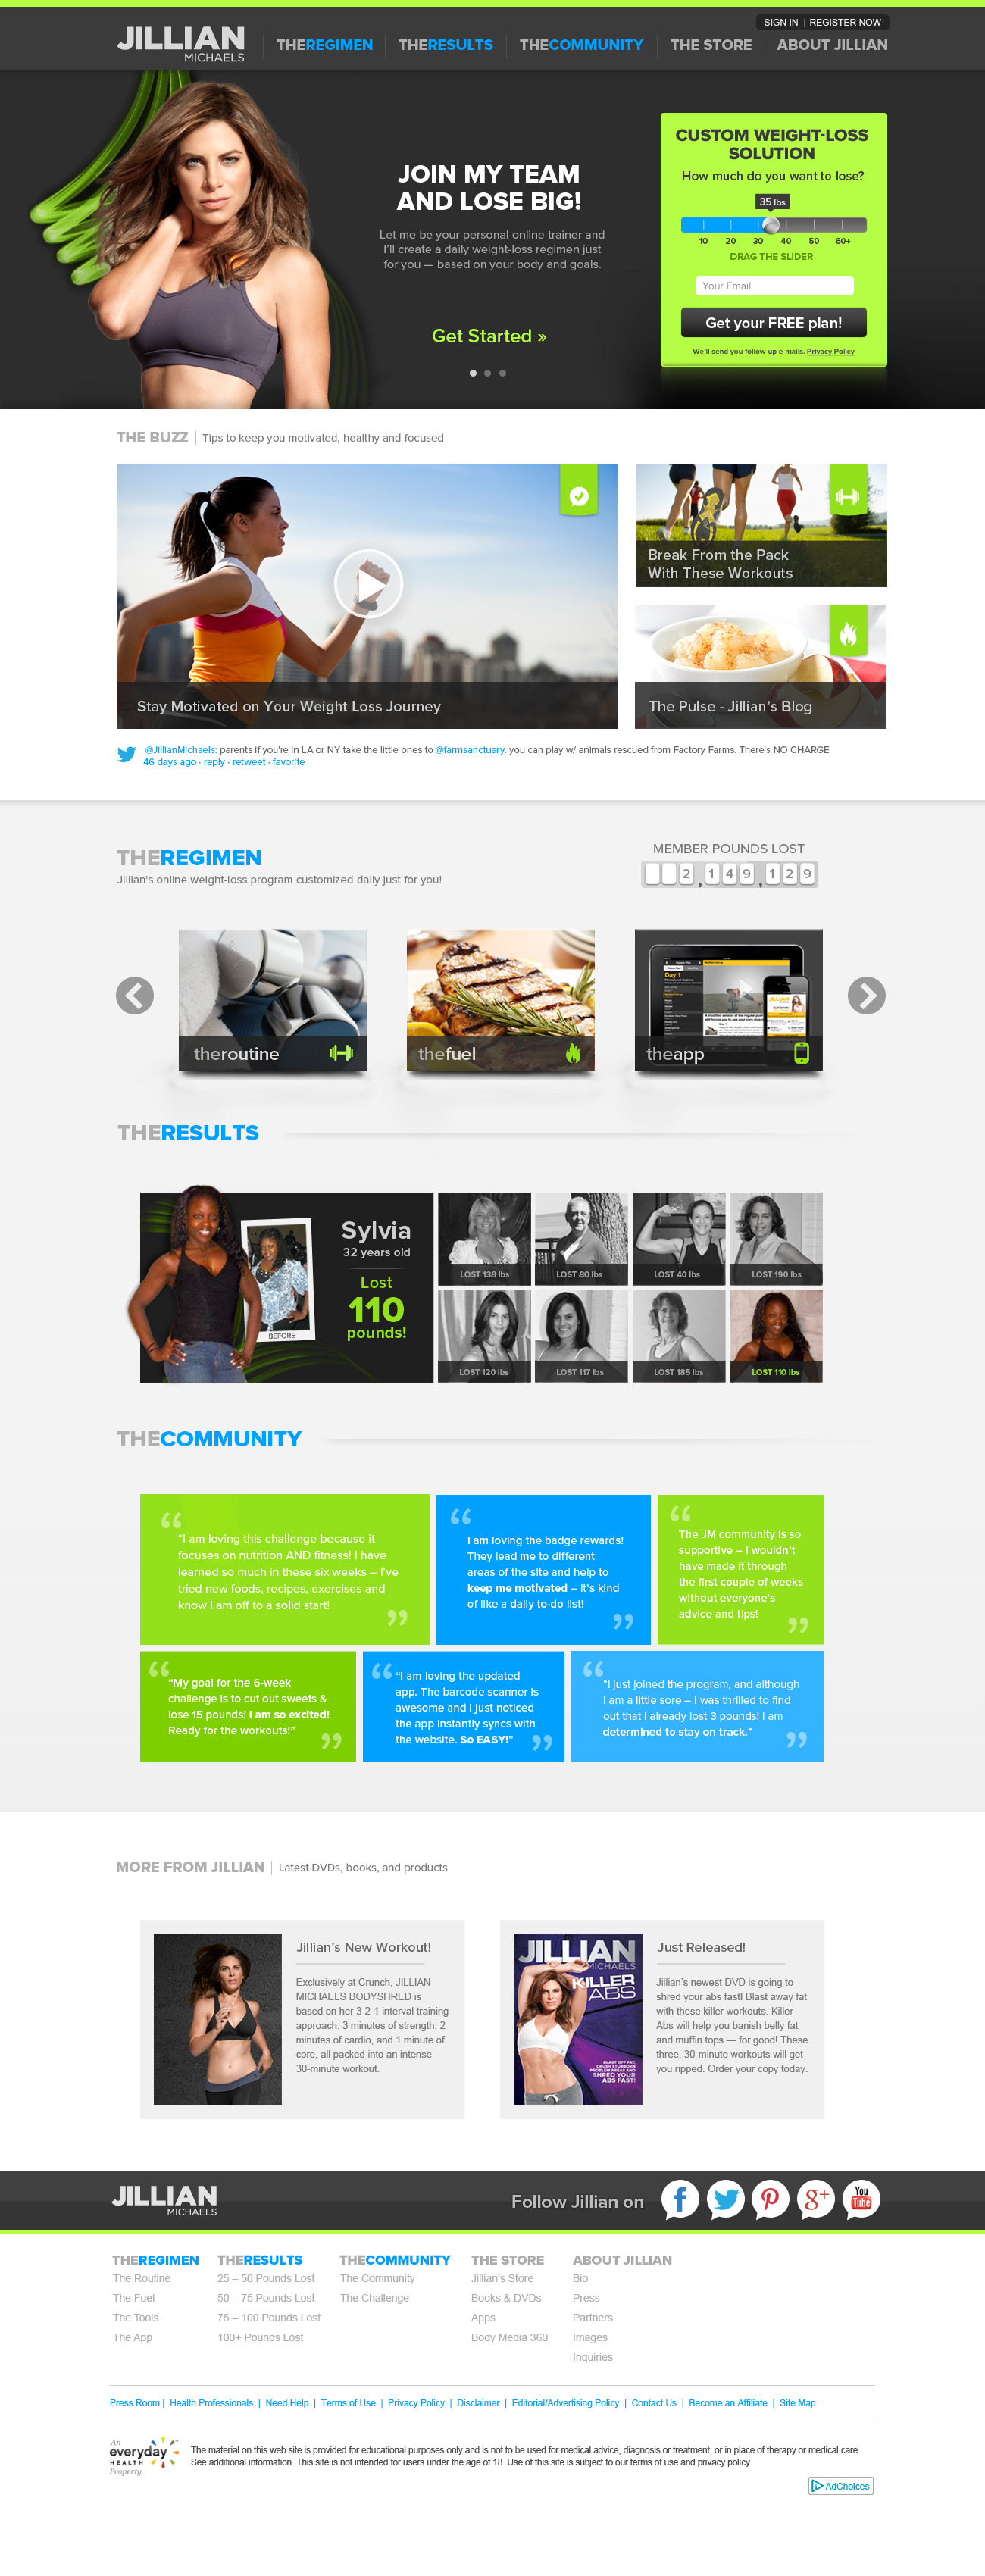 SIGN IN | REGISTER NOW
JILLIAN
MICHAELS
THEREGIMEN
THERESULTS
THECOMMUNITY
THE STORE
ABOUT JILLIAN
JOIN MY TEAM
AND LOSE BIG!
Let me be your personal online trainer and
I'll create a daily weight-loss regimen just
for you — based on your body and goals.
Get Started »
CUSTOM WEIGHT-LOSS
SOLUTION
How much do you want to lose?
35 lbs
10 20 30 40 50 60+
DRAG THE SLIDER
Your Email
Get your FREE plan!
We'll send you follow-up e-mails. Privacy Policy
THE BUZZ | Tips to keep you motivated, healthy and focused
Stay Motivated on Your Weight Loss Journey
Break From the Pack
With These Workouts
The Pulse - Jillian's Blog
@JillianMichaels: parents if you're in LA or NY take the little ones to @farmsanctuary. you can play w/ animals rescued from Factory Farms. There's NO CHARGE
46 days ago · reply · retweet · favorite
THEREGIMEN
Jillian's online weight-loss program customized daily just for you!
MEMBER POUNDS LOST
2,149,129
theroutine
thefuel
Day 1
JILLIAN
theapp
THERESULTS
BEFORE
Sylvia
32 years old
Lost
110
pounds!
LOST 138 lbs
LOST 80 lbs
LOST 40 lbs
LOST 190 lbs
LOST 120 lbs
LOST 117 lbs
LOST 185 lbs
LOST 110 lbs
THECOMMUNITY
"I am loving this challenge because it
focuses on nutrition AND fitness! I have
learned so much in these six weeks – I've
tried new foods, recipes, exercises and
know I am off to a solid start!
I am loving the badge rewards!
They lead me to different
areas of the site and help to
keep me motivated – it's kind
of like a daily to-do list!
The JM community is so
supportive – I wouldn't
have made it through
the first couple of weeks
without everyone's
advice and tips!
"My goal for the 6-week
challenge is to cut out sweets &
lose 15 pounds! I am so excited!
Ready for the workouts!"
"I am loving the updated
app. The barcode scanner is
awesome and I just noticed
the app instantly syncs with
the website. So EASY!"
"I just joined the program, and although
I am a little sore – I was thrilled to find
out that I already lost 3 pounds! I am
determined to stay on track."
MORE FROM JILLIAN | Latest DVDs, books, and products
Jillian's New Workout!
Exclusively at Crunch, JILLIAN
MICHAELS BODYSHRED is
based on her 3-2-1 interval training
approach: 3 minutes of strength, 2
minutes of cardio, and 1 minute of
core, all packed into an intense
30-minute workout.
JILLIAN
MICHAELS
KILLER
ABS
BLAST OFF FAT,
CRUSH STUBBORN
PROBLEM AREAS AND
SHRED YOUR
ABS FAST!
Just Released!
Jillian's newest DVD is going to
shred your abs fast! Blast away fat
with these killer workouts. Killer
Abs will help you banish belly fat
and muffin tops — for good! These
three, 30-minute workouts will get
you ripped. Order your copy today.
JILLIAN
MICHAELS
Follow Jillian on
f
g+
You
Tube
THEREGIMEN
The Routine
The Fuel
The Tools
The App
THERESULTS
25 – 50 Pounds Lost
50 – 75 Pounds Lost
75 – 100 Pounds Lost
100+ Pounds Lost
THECOMMUNITY
The Community
The Challenge
THE STORE
Jillian's Store
Books & DVDs
Apps
Body Media 360
ABOUT JILLIAN
Bio
Press
Partners
Images
Inquiries
Press Room | Health Professionals | Need Help | Terms of Use | Privacy Policy | Disclaimer | Editorial/Advertising Policy | Contact Us | Become an Affiliate | Site Map
An
everyday
HEALTH
Property
The material on this web site is provided for educational purposes only and is not to be used for medical advice, diagnosis or treatment, or in place of therapy or medical care.
See additional information. This site is not intended for users under the age of 18. Use of this site is subject to our terms of use and privacy policy.
AdChoices